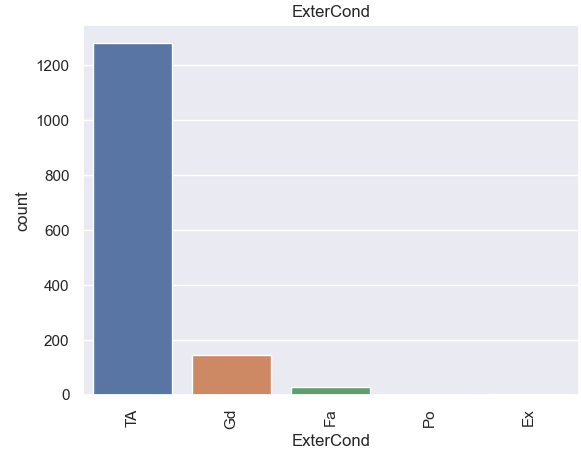 ExterCond
1200
1000
800
600
400
200
0
count
TA
Gd
Fa
Po
Ex
ExterCond